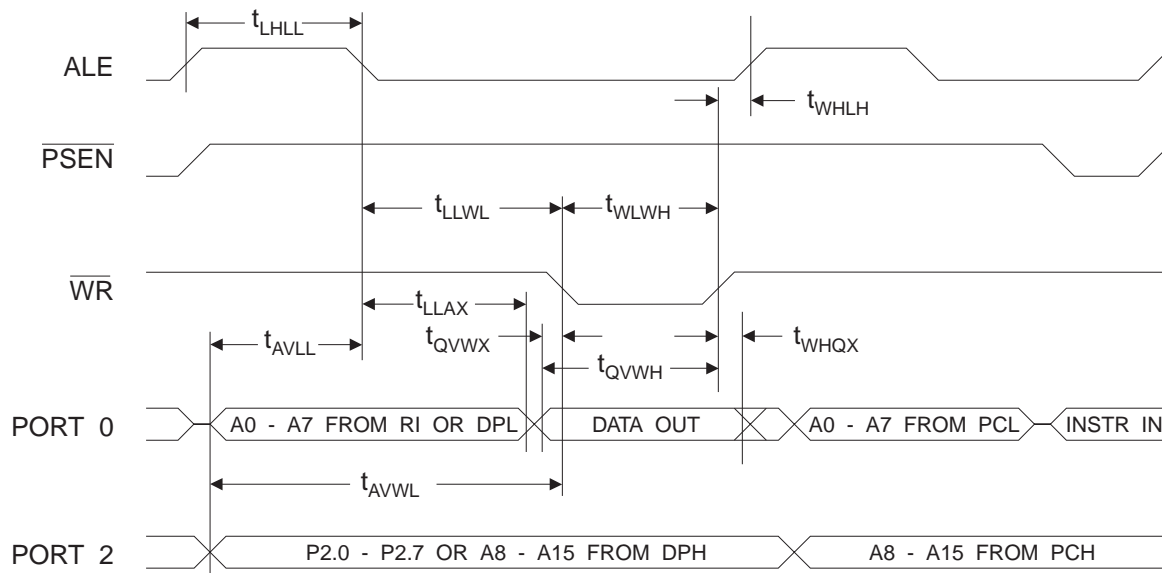 tLHLL
ALE
tWHLH
PSEN
tLLWL
tWLWH
WR
tLLAX
tQVWX
tWHQX
tAVLL
tQVWH
PORT 0
A0 - A7 FROM RI OR DPL
DATA OUT
A0 - A7 FROM PCL
INSTR IN
tAVWL
PORT 2
P2.0 - P2.7 OR A8 - A15 FROM DPH
A8 - A15 FROM PCH